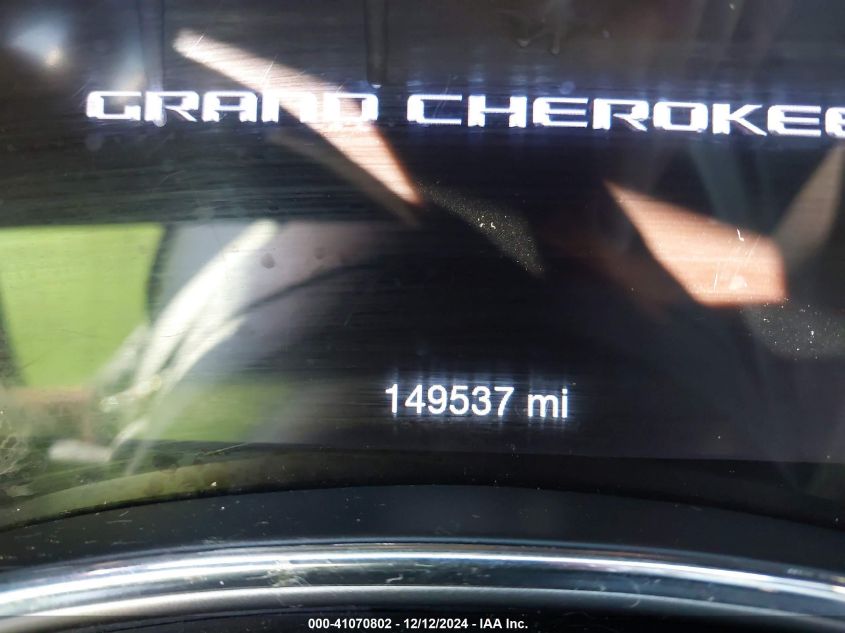 GRAND CHEROKEE
149537 mi
000-41070802 - 12/12/2024 - IAA Inc.